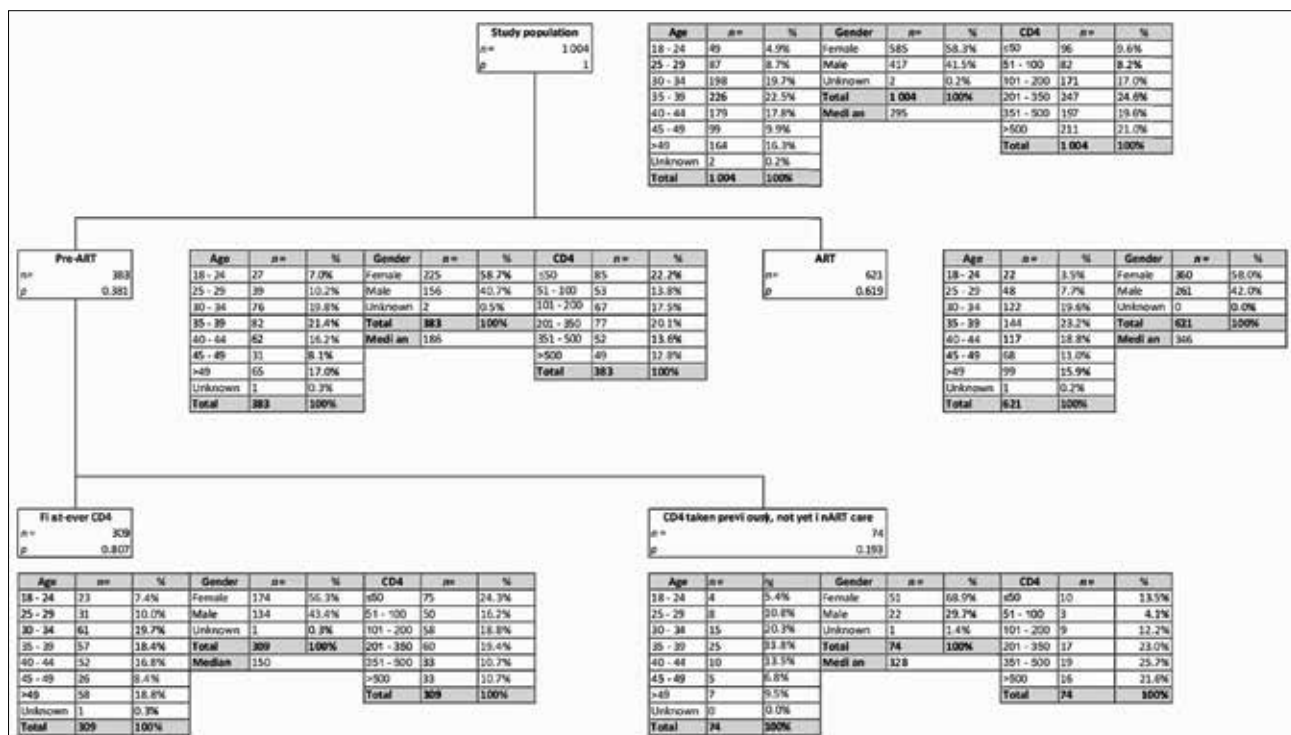 Study population
n= 1 004
p 1
Age n= % Gender n= % CD4 n= %
18 - 24 49 4.9% Female 585 58.3% ≤50 96 9.6%
25 - 29 87 8.7% Male 417 41.5% 51 - 100 82 8.2%
30 - 34 198 19.7% Unknown 2 0.2% 101 - 200 171 17.0%
35 - 39 226 22.5% Total 1 004 100% 201 - 350 247 24.6%
40 - 44 179 17.8% Median 295 351 - 500 197 19.6%
45 - 49 99 9.9% >500 211 21.0%
>49 164 16.3% Total 1 004 100%
Unknown 2 0.2%
Total 1 004 100%
Pre-ART
n= 383
p 0.381
Age n= % Gender n= % CD4 n= %
18 - 24 27 7.0% Female 225 58.7% ≤50 85 22.2%
25 - 29 39 10.2% Male 156 40.7% 51 - 100 53 13.8%
30 - 34 76 19.8% Unknown 2 0.5% 101 - 200 67 17.5%
35 - 39 82 21.4% Total 383 100% 201 - 350 77 20.1%
40 - 44 62 16.2% Median 186 351 - 500 52 13.6%
45 - 49 31 8.1% >500 49 12.8%
>49 65 17.0% Total 383 100%
Unknown 1 0.3%
Total 383 100%
ART
n= 621
p 0.619
Age n= % Gender n= %
18 - 24 22 3.5% Female 360 58.0%
25 - 29 48 7.7% Male 261 42.0%
30 - 34 122 19.6% Unknown 0 0.0%
35 - 39 144 23.2% Total 621 100%
40 - 44 117 18.8% Median 346
45 - 49 68 11.0%
>49 99 15.9%
Unknown 1 0.2%
Total 621 100%
Fi st-ever CD4
n= 309
p 0.807
Age n= % Gender n= % CD4 n= %
18 - 24 23 7.4% Female 174 56.3% ≤50 75 24.3%
25 - 29 31 10.0% Male 134 43.4% 51 - 100 50 16.2%
30 - 34 61 19.7% Unknown 1 0.3% 101 - 200 58 18.8%
35 - 39 57 18.4% Total 309 100% 201 - 350 60 19.4%
40 - 44 52 16.8% Median 150 351 - 500 33 10.7%
45 - 49 26 8.4% >500 33 10.7%
>49 58 18.8% Total 309 100%
Unknown 1 0.3%
Total 309 100%
CD4 taken previ ously, not yet i nART care
n= 74
p 0.193
Age n= % Gender n= % CD4 n= %
18 - 24 4 5.4% Female 51 68.9% ≤50 10 13.5%
25 - 29 8 10.8% Male 22 29.7% 51 - 100 3 4.1%
30 - 34 15 20.3% Unknown 1 1.4% 101 - 200 9 12.2%
35 - 39 25 33.8% Total 74 100% 201 - 350 17 23.0%
40 - 44 10 13.5% Median 328 351 - 500 19 25.7%
45 - 49 5 6.8% >500 16 21.6%
>49 7 9.5% Total 74 100%
Unknown 0 0.0%
Total 74 100%